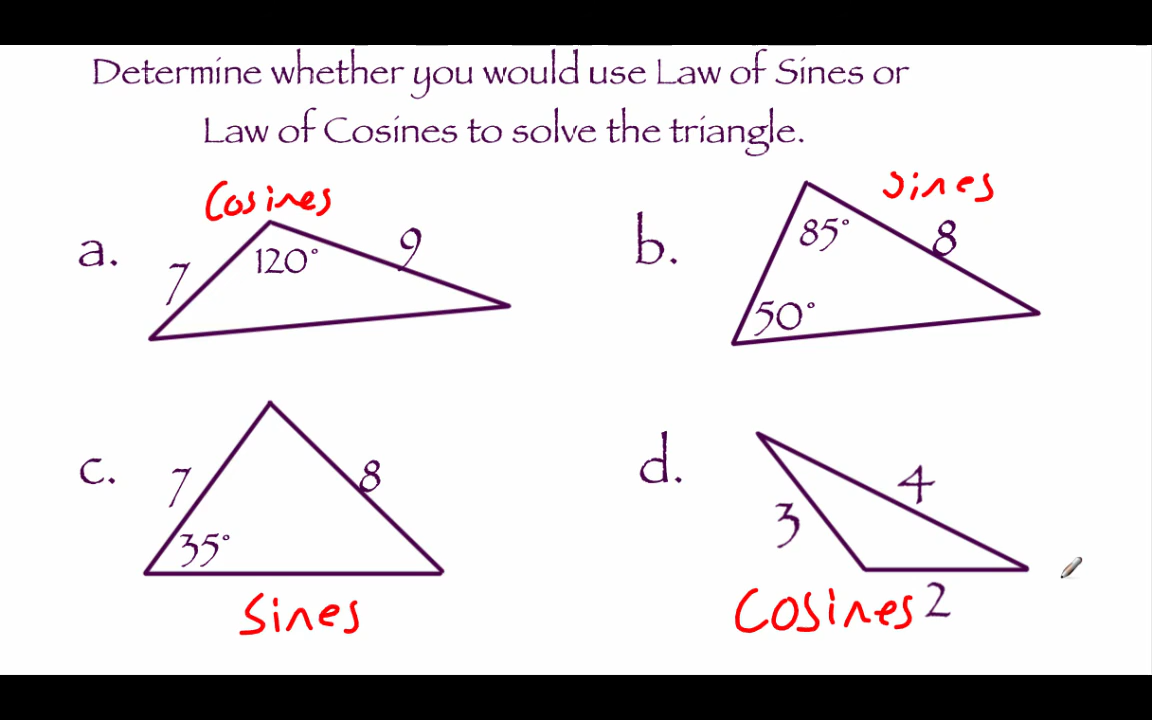 Determine whether you would use Law of Sines or
Law of Cosines to solve the triangle.
Cosines
a.
7
120°
9
sines
b.
85°
8
50°
c.
7
8
35°
Sines
d.
3
4
2
Cosines